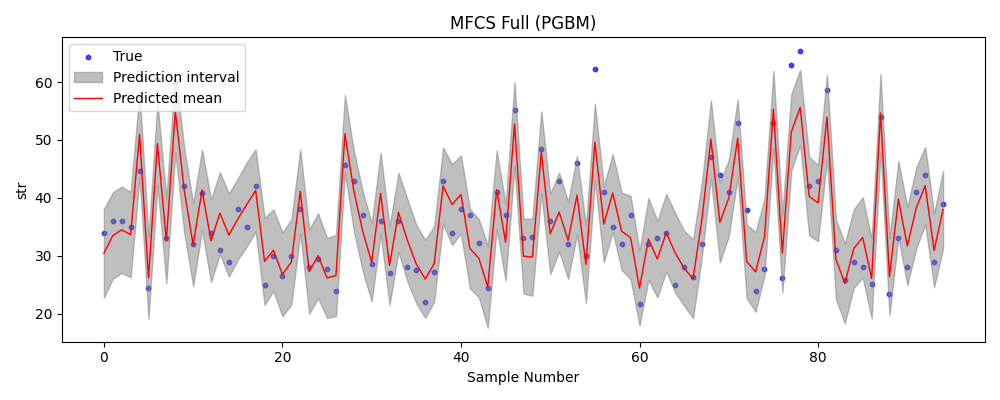 MFCS Full (PGBM)
True
Prediction interval
Predicted mean
str
60
50
40
30
20
0
20
40
60
80
Sample Number